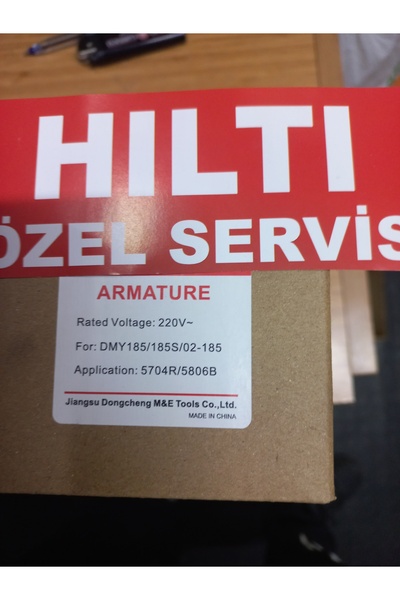 HILTI
ÖZEL SERVİS
ARMATURE
Rated Voltage: 220V~
For: DMY185/185S/02-185
Application: 5704R/5806B
Jiangsu Dongcheng M&E Tools Co.,Ltd.
MADE IN CHINA